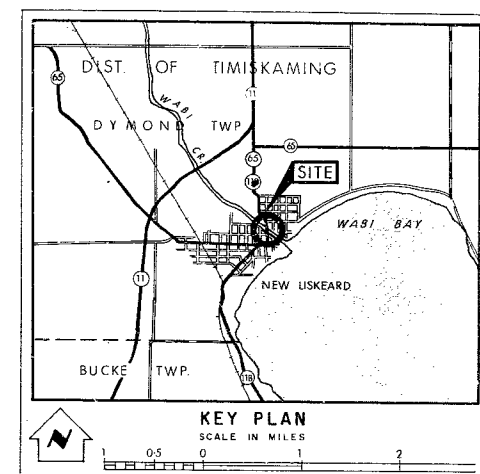 DIST. OF TIMISKAMING
65
11
WABI CR.
DYMOND TWP
65
65
11B
SITE
WABI BAY
NEW LISKEARD
11
BUCKE TWP.
11B
KEY PLAN
SCALE IN MILES
N
1 0·5 0 1 2